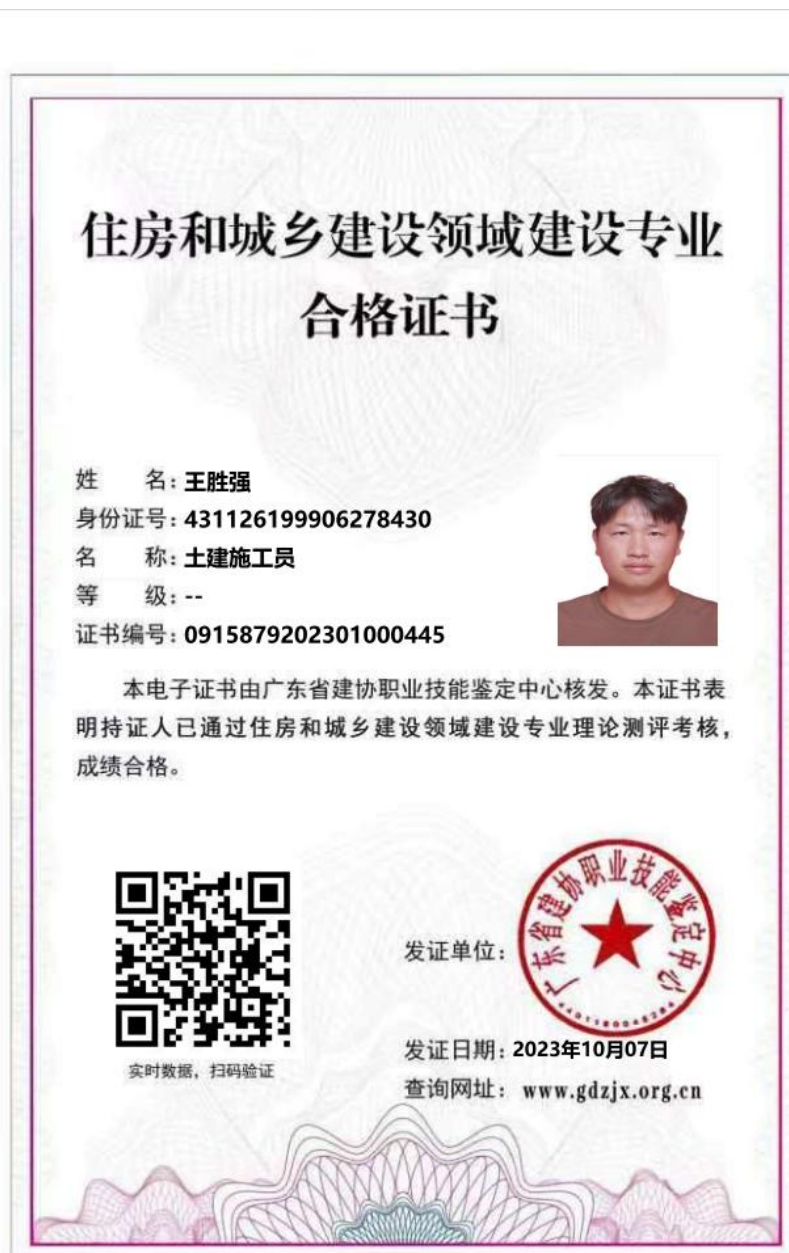 住房和城乡建设领域建设专业
合格证书
姓 名：王胜强
身份证号：431126199906278430
名 称：土建施工员
等 级：--
证书编号：0915879202301000445
本电子证书由广东省建协职业技能鉴定中心核发。本证书表
明持证人已通过住房和城乡建设领域建设专业理论测评考核，
成绩合格。
广东省建协职业技能鉴定中心
发证单位：
实时数据，扫码验证
发证日期：2023年10月07日
查询网址：www.gdzjx.org.cn